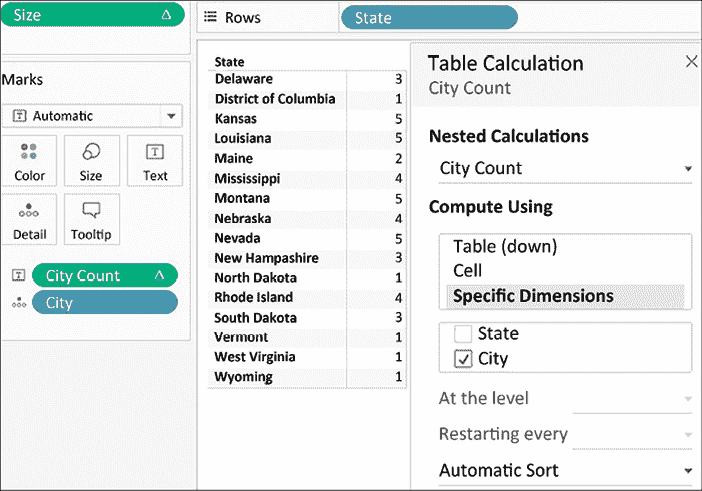 Size Δ
Rows State
Marks
Automatic
Color Size Text
Detail Tooltip
City Count Δ
City
State
Delaware 3
District of Columbia 1
Kansas 5
Louisiana 5
Maine 2
Mississippi 4
Montana 5
Nebraska 4
Nevada 5
New Hampshire 3
North Dakota 1
Rhode Island 4
South Dakota 3
Vermont 1
West Virginia 1
Wyoming 1
Table Calculation
City Count
Nested Calculations
City Count
Compute Using
Table (down)
Cell
Specific Dimensions
State
City
At the level
Restarting every
Automatic Sort